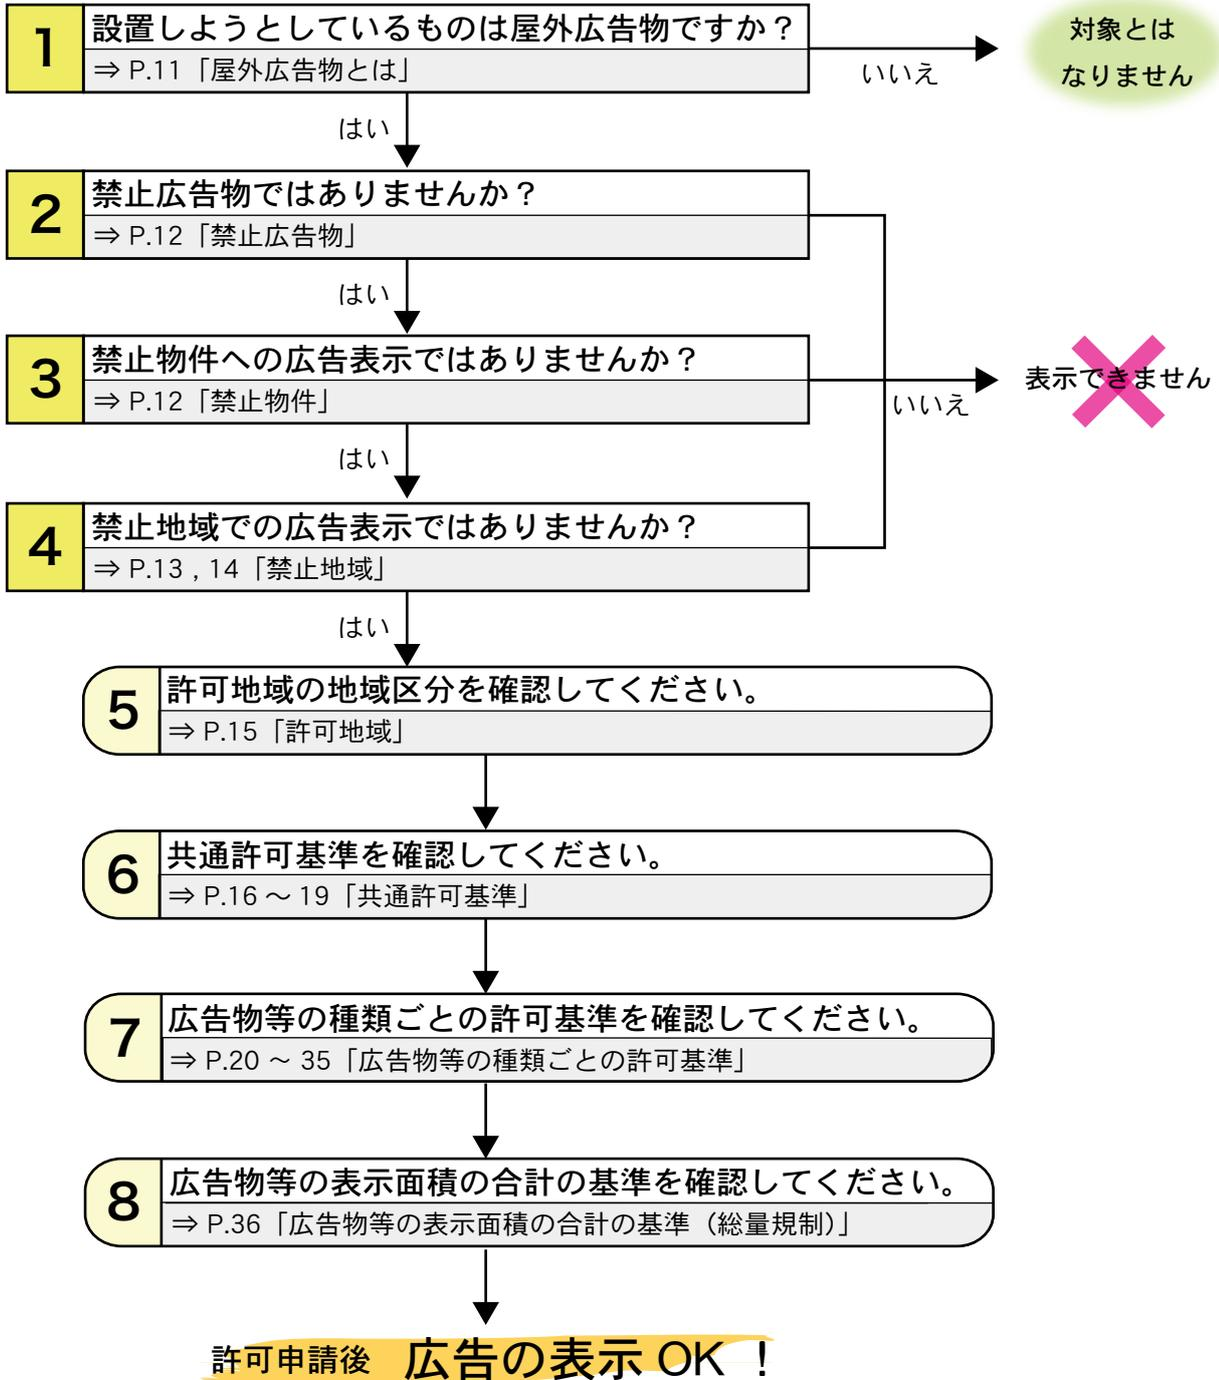 1
設置しようとしているものは屋外広告物ですか？
⇒ P.11「屋外広告物とは」
いいえ
対象とは
なりません
はい
2
禁止広告物ではありませんか？
⇒ P.12「禁止広告物」
はい
3
禁止物件への広告表示ではありませんか？
⇒ P.12「禁止物件」
いいえ
表示できません
はい
4
禁止地域での広告表示ではありませんか？
⇒ P.13 , 14「禁止地域」
はい
5
許可地域の地域区分を確認してください。
⇒ P.15「許可地域」
6
共通許可基準を確認してください。
⇒ P.16 ～ 19「共通許可基準」
7
広告物等の種類ごとの許可基準を確認してください。
⇒ P.20 ～ 35「広告物等の種類ごとの許可基準」
8
広告物等の表示面積の合計の基準を確認してください。
⇒ P.36「広告物等の表示面積の合計の基準（総量規制）」
許可申請後 広告の表示 OK ！